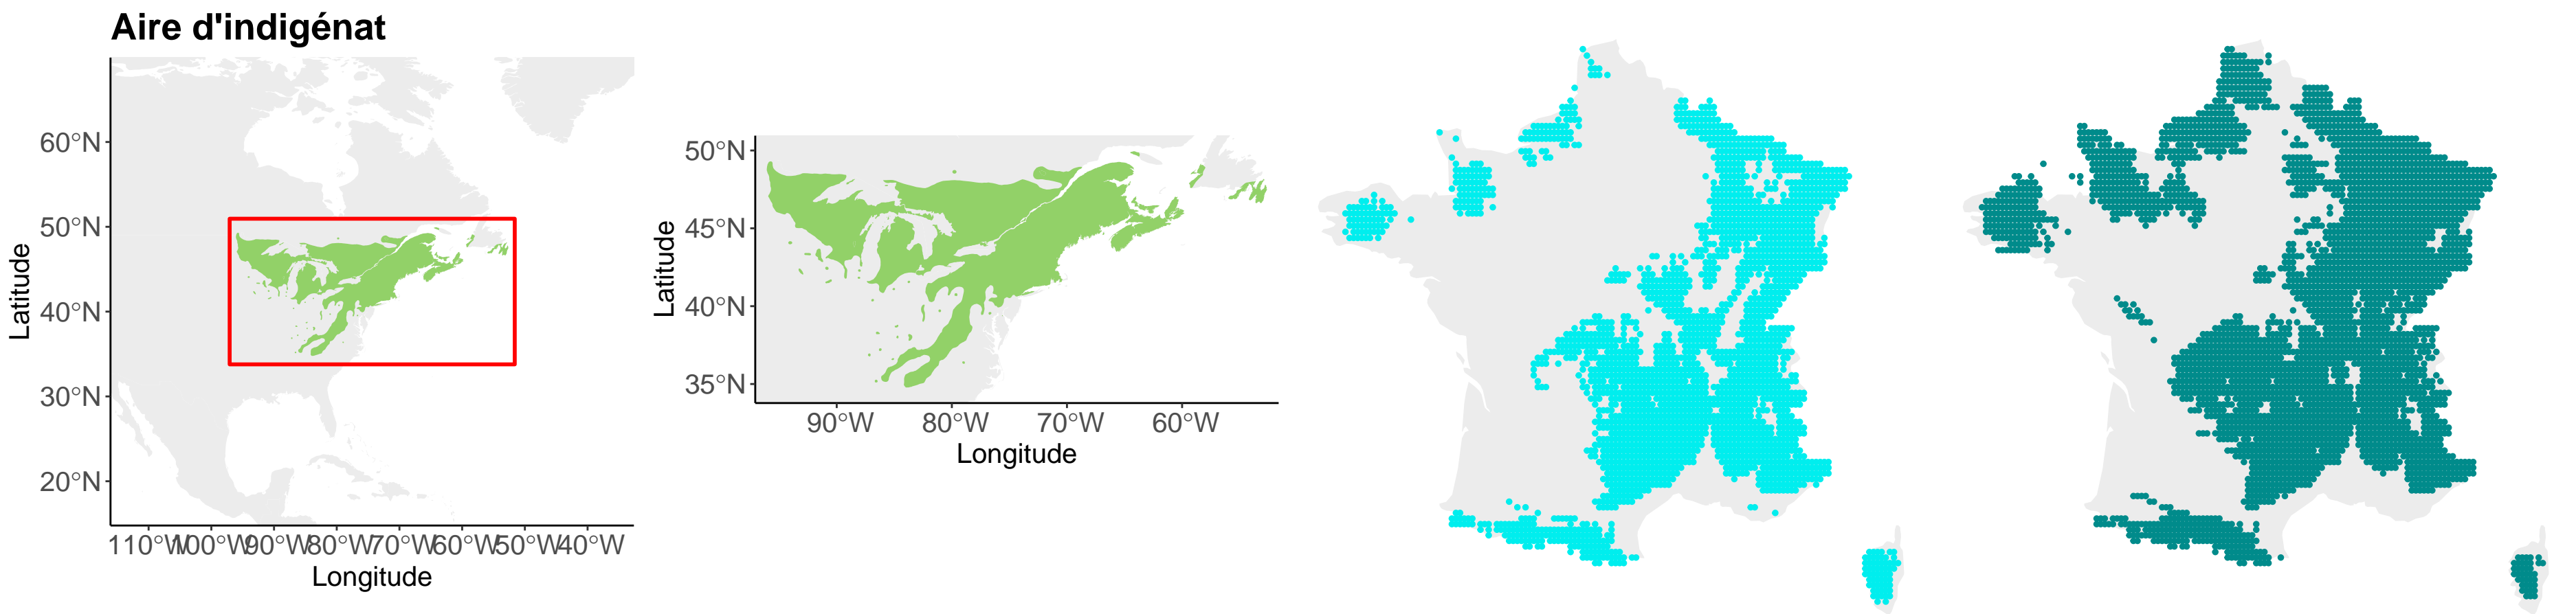 Aire d'indigénat
60°N
50°N
40°N
30°N
20°N
Latitude
110°W 100°W 90°W 80°W 70°W 60°W 50°W 40°W
Longitude
50°N
45°N
40°N
35°N
Latitude
90°W 80°W 70°W 60°W
Longitude